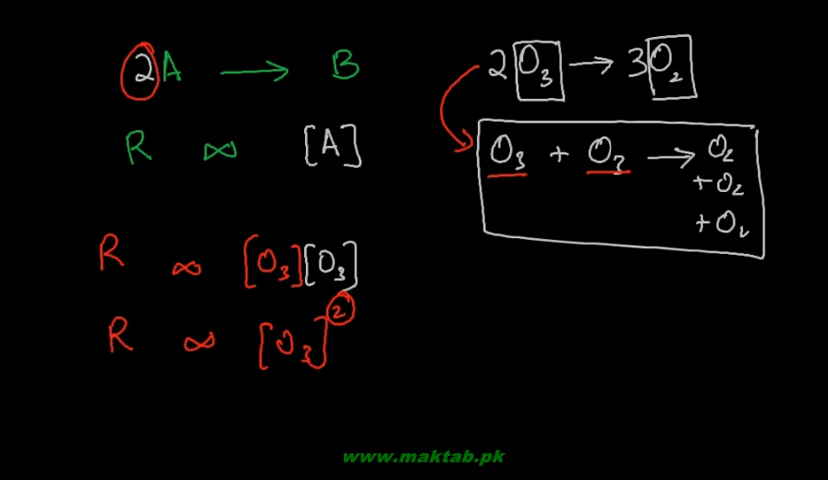 2A → B
R ∞ [A]
R ∞ [O₃][O₃]
R ∞ [O₃]²
2O₃ → 3O₂
O₃ + O₃ → O₂
+ O₂
+ O₂
www.maktab.pk